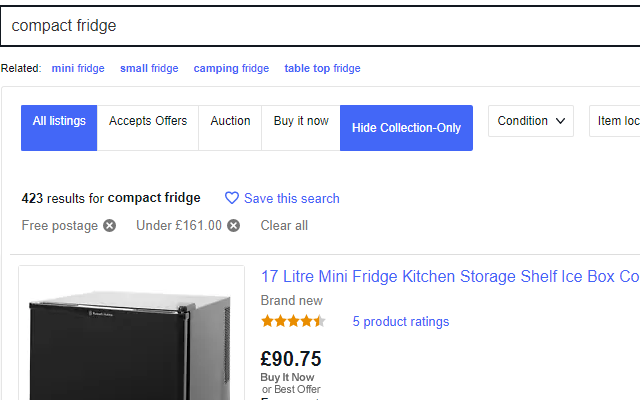 compact fridge
Related: mini fridge small fridge camping fridge table top fridge
All listings Accepts Offers Auction Buy it now Hide Collection-Only Condition Item loc
423 results for compact fridge Save this search
Free postage Under £161.00 Clear all
17 Litre Mini Fridge Kitchen Storage Shelf Ice Box Co
Brand new
5 product ratings
£90.75
Buy It Now
or Best Offer